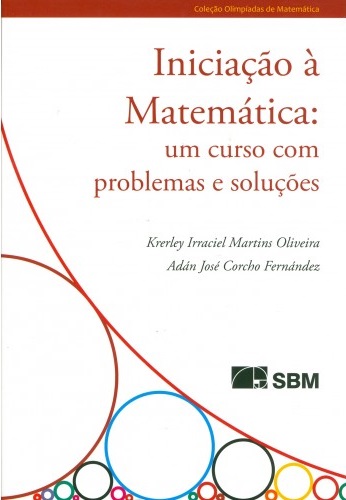 Coleção Olimpíadas de Matemática
Iniciação à
Matemática:
um curso com
problemas e soluções
Krerley Irraciel Martins Oliveira
Adán José Corcho Fernández
SBM